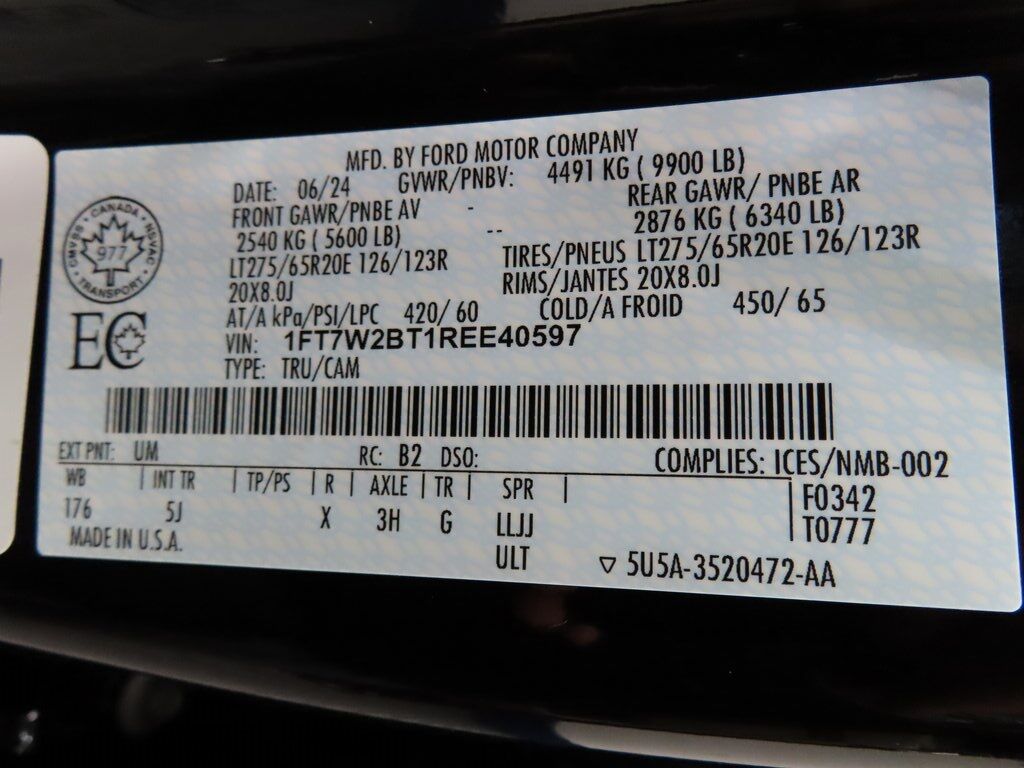 MFD. BY FORD MOTOR COMPANY
DATE: 06/24 GVWR/PNBV: 4491 KG ( 9900 LB)
FRONT GAWR/PNBE AV - REAR GAWR/ PNBE AR
2540 KG ( 5600 LB) -- 2876 KG ( 6340 LB)
LT275/65R20E 126/123R TIRES/PNEUS LT275/65R20E 126/123R
20X8.0J RIMS/JANTES 20X8.0J
AT/A kPa/PSI/LPC 420/ 60 COLD/A FROID 450/ 65
VIN: 1FT7W2BT1REE40597
TYPE: TRU/CAM
CANADA
CMVSS NVSAC
977
TRANSPORT
EC
EXT PNT: UM RC: B2 DSO: COMPLIES: ICES/NMB-002
WB | INT TR | TP/PS | R | AXLE | TR | SPR | F0342
176 5J X 3H G LLJJ T0777
MADE IN U.S.A. ULT ▽ 5U5A-3520472-AA